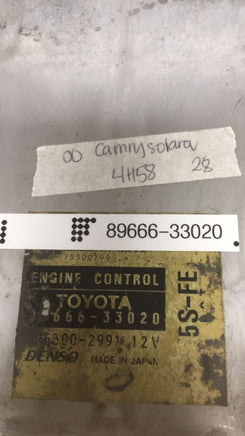 00 Camry solara
4H58 28
89666-33020
ENGINE CONTROL
TOYOTA
666-33020
5300-2991 12V
DENSO MADE IN JAPAN
5S-FE